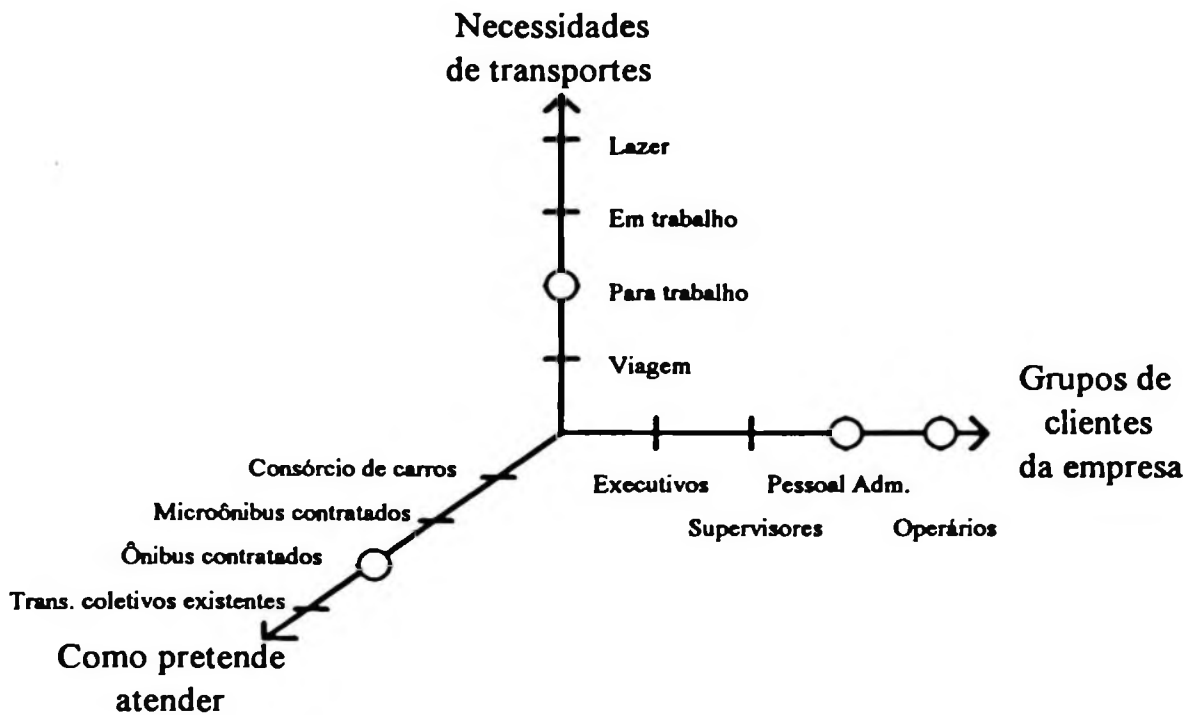 Necessidades
de transportes
Lazer
Em trabalho
Para trabalho
Viagem
Grupos de
clientes
da empresa
Executivos
Pessoal Adm.
Supervisores
Operários
Consórcio de carros
Microônibus contratados
Ônibus contratados
Trans. coletivos existentes
Como pretende
atender